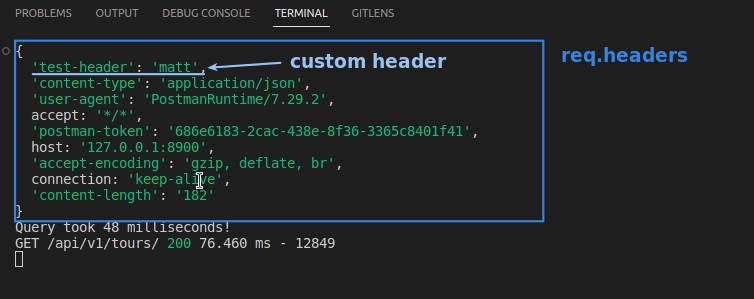 PROBLEMS OUTPUT DEBUG CONSOLE TERMINAL GITLENS
{
'test-header': 'matt',
custom header
req.headers
'content-type': 'application/json',
'user-agent': 'PostmanRuntime/7.29.2',
accept: '*/*',
'postman-token': '686e6183-2cac-438e-8f36-3365c8401f41',
host: '127.0.0.1:8900',
'accept-encoding': 'gzip, deflate, br',
connection: 'keep-alive',
'content-length': '182'
}
Query took 48 milliseconds!
GET /api/v1/tours/ 200 76.460 ms - 12849